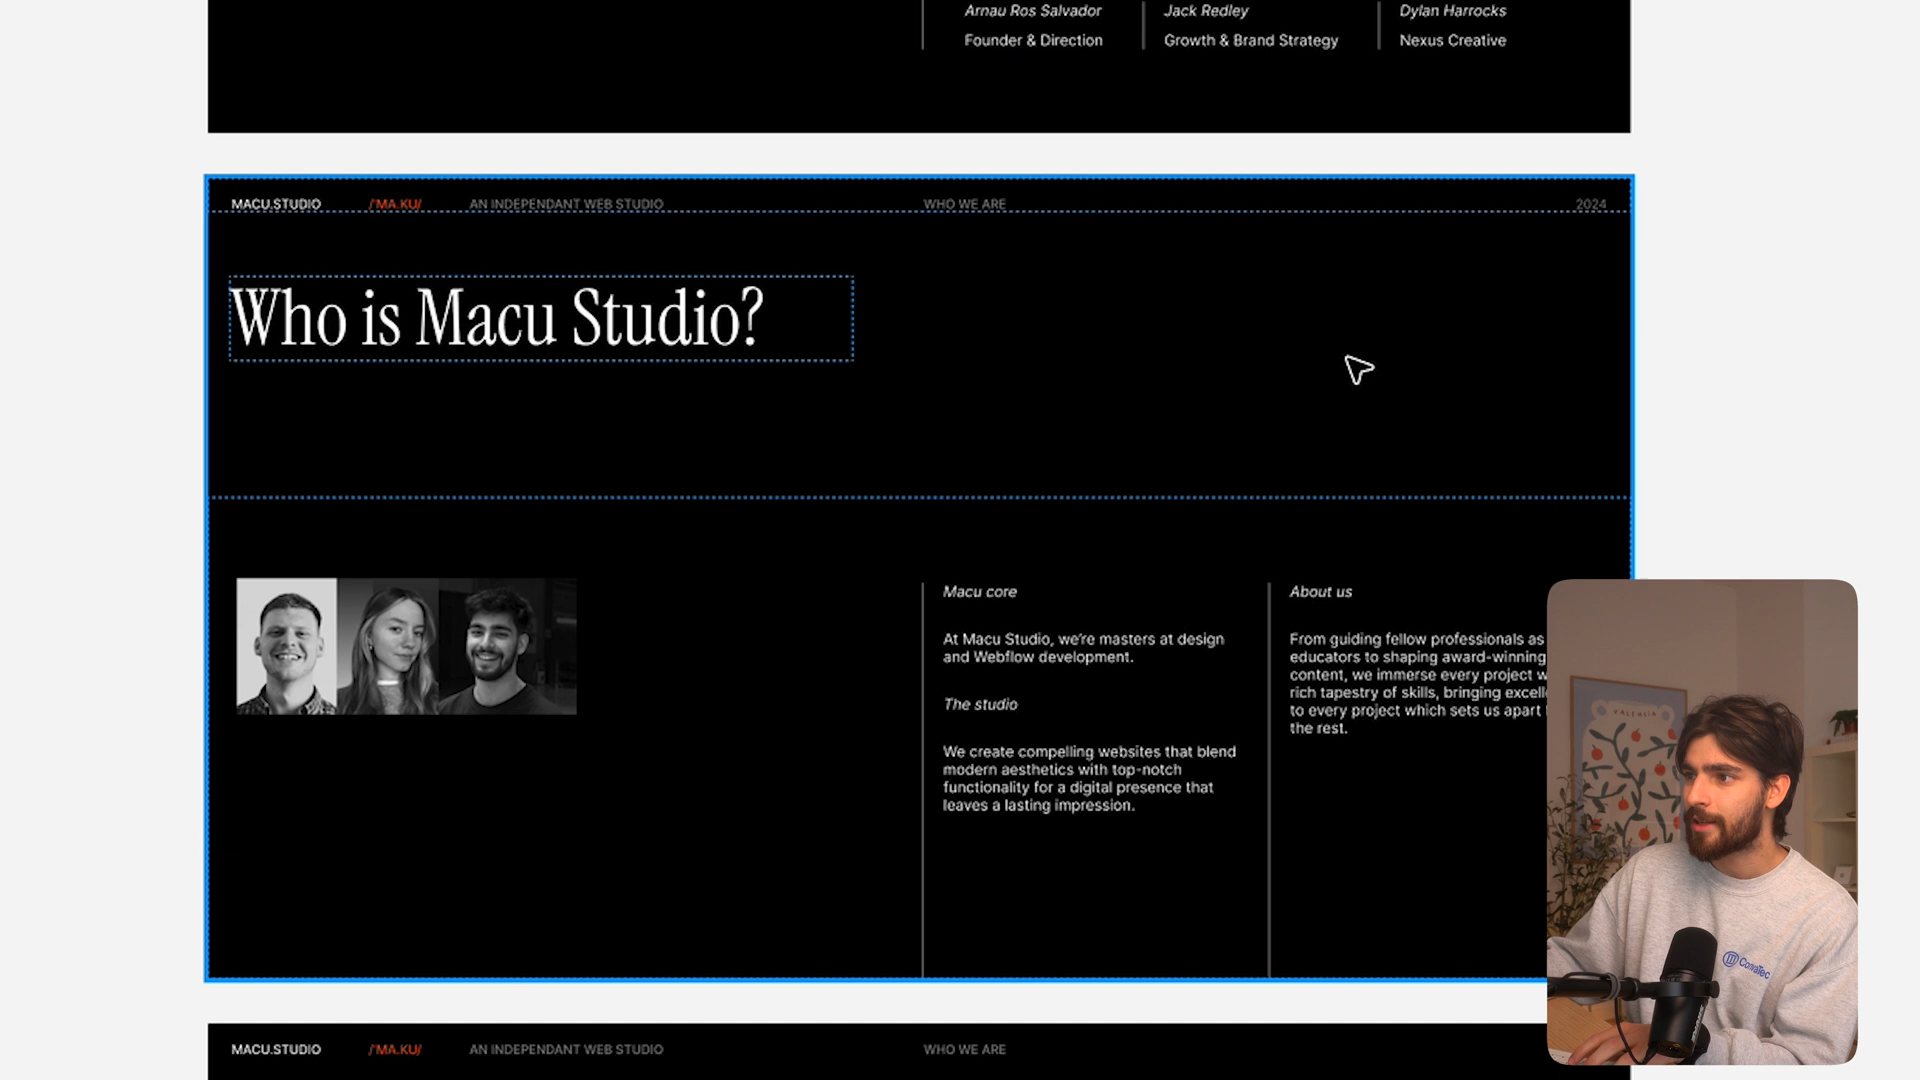 Arnau Ros Salvador
Founder & Direction
Jack Redley
Growth & Brand Strategy
Dylan Harrocks
Nexus Creative
MACU.STUDIO /'MA.KU/ AN INDEPENDANT WEB STUDIO WHO WE ARE 2024
Who is Macu Studio?
Macu core
At Macu Studio, we're masters at design
and Webflow development.
The studio
We create compelling websites that blend
modern aesthetics with top-notch
functionality for a digital presence that
leaves a lasting impression.
About us
From guiding fellow professionals as
educators to shaping award-winning
content, we immerse every project
rich tapestry of skills, bringing
to every project which sets us apart
the rest.
VALENCIA
ConvaTec
MACU.STUDIO /'MA.KU/ AN INDEPENDANT WEB STUDIO WHO WE ARE